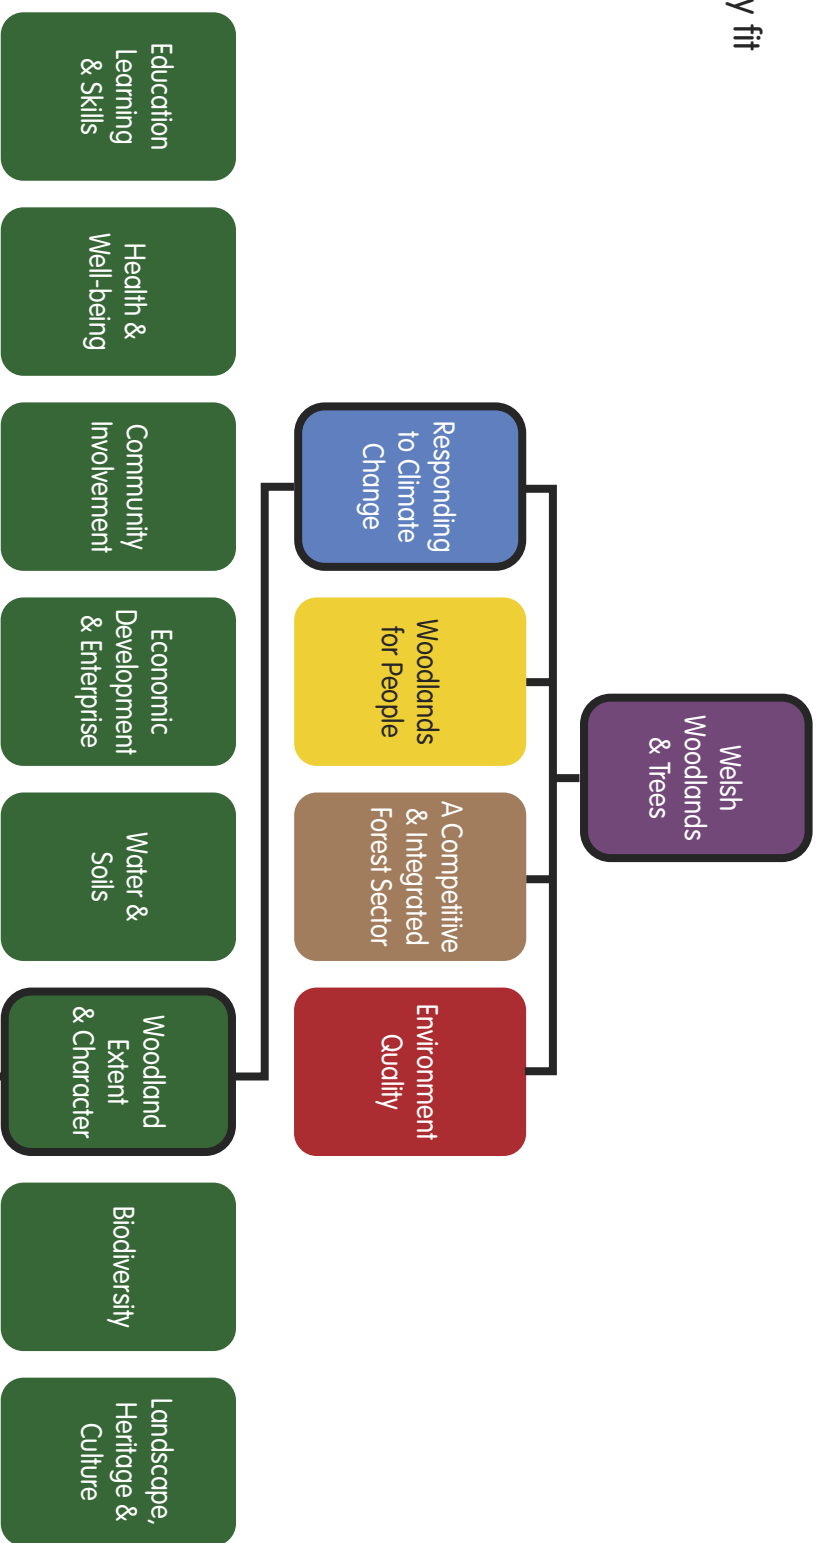 y fit
Welsh
Woodlands
& Trees
Responding
to Climate
Change
Woodlands
for People
A Competitive
& Integrated
Forest Sector
Environment
Quality
Education
Learning
& Skills
Health &
Well-being
Community
Involvement
Economic
Development
& Enterprise
Water &
Soils
Woodland
Extent
& Character
Biodiversity
Landscape,
Heritage &
Culture